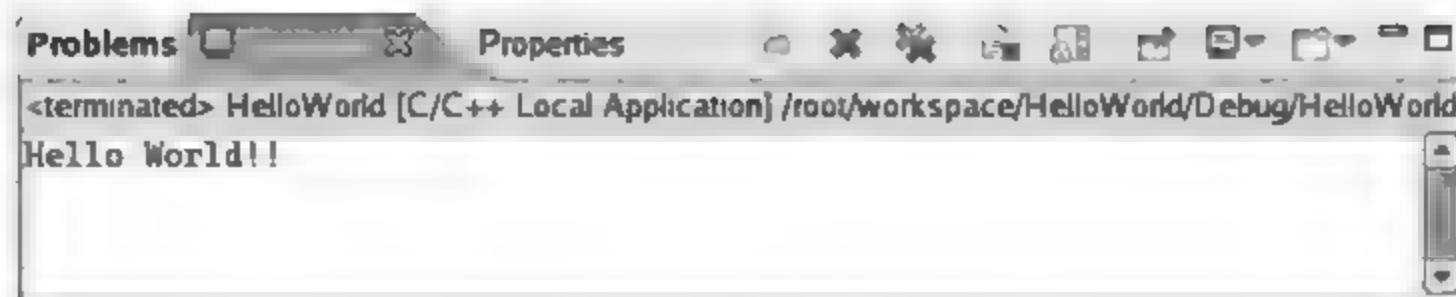 Problems Properties
<terminated> HelloWorld [C/C++ Local Application] /root/workspace/HelloWorld/Debug/HelloWorld
Hello World!!